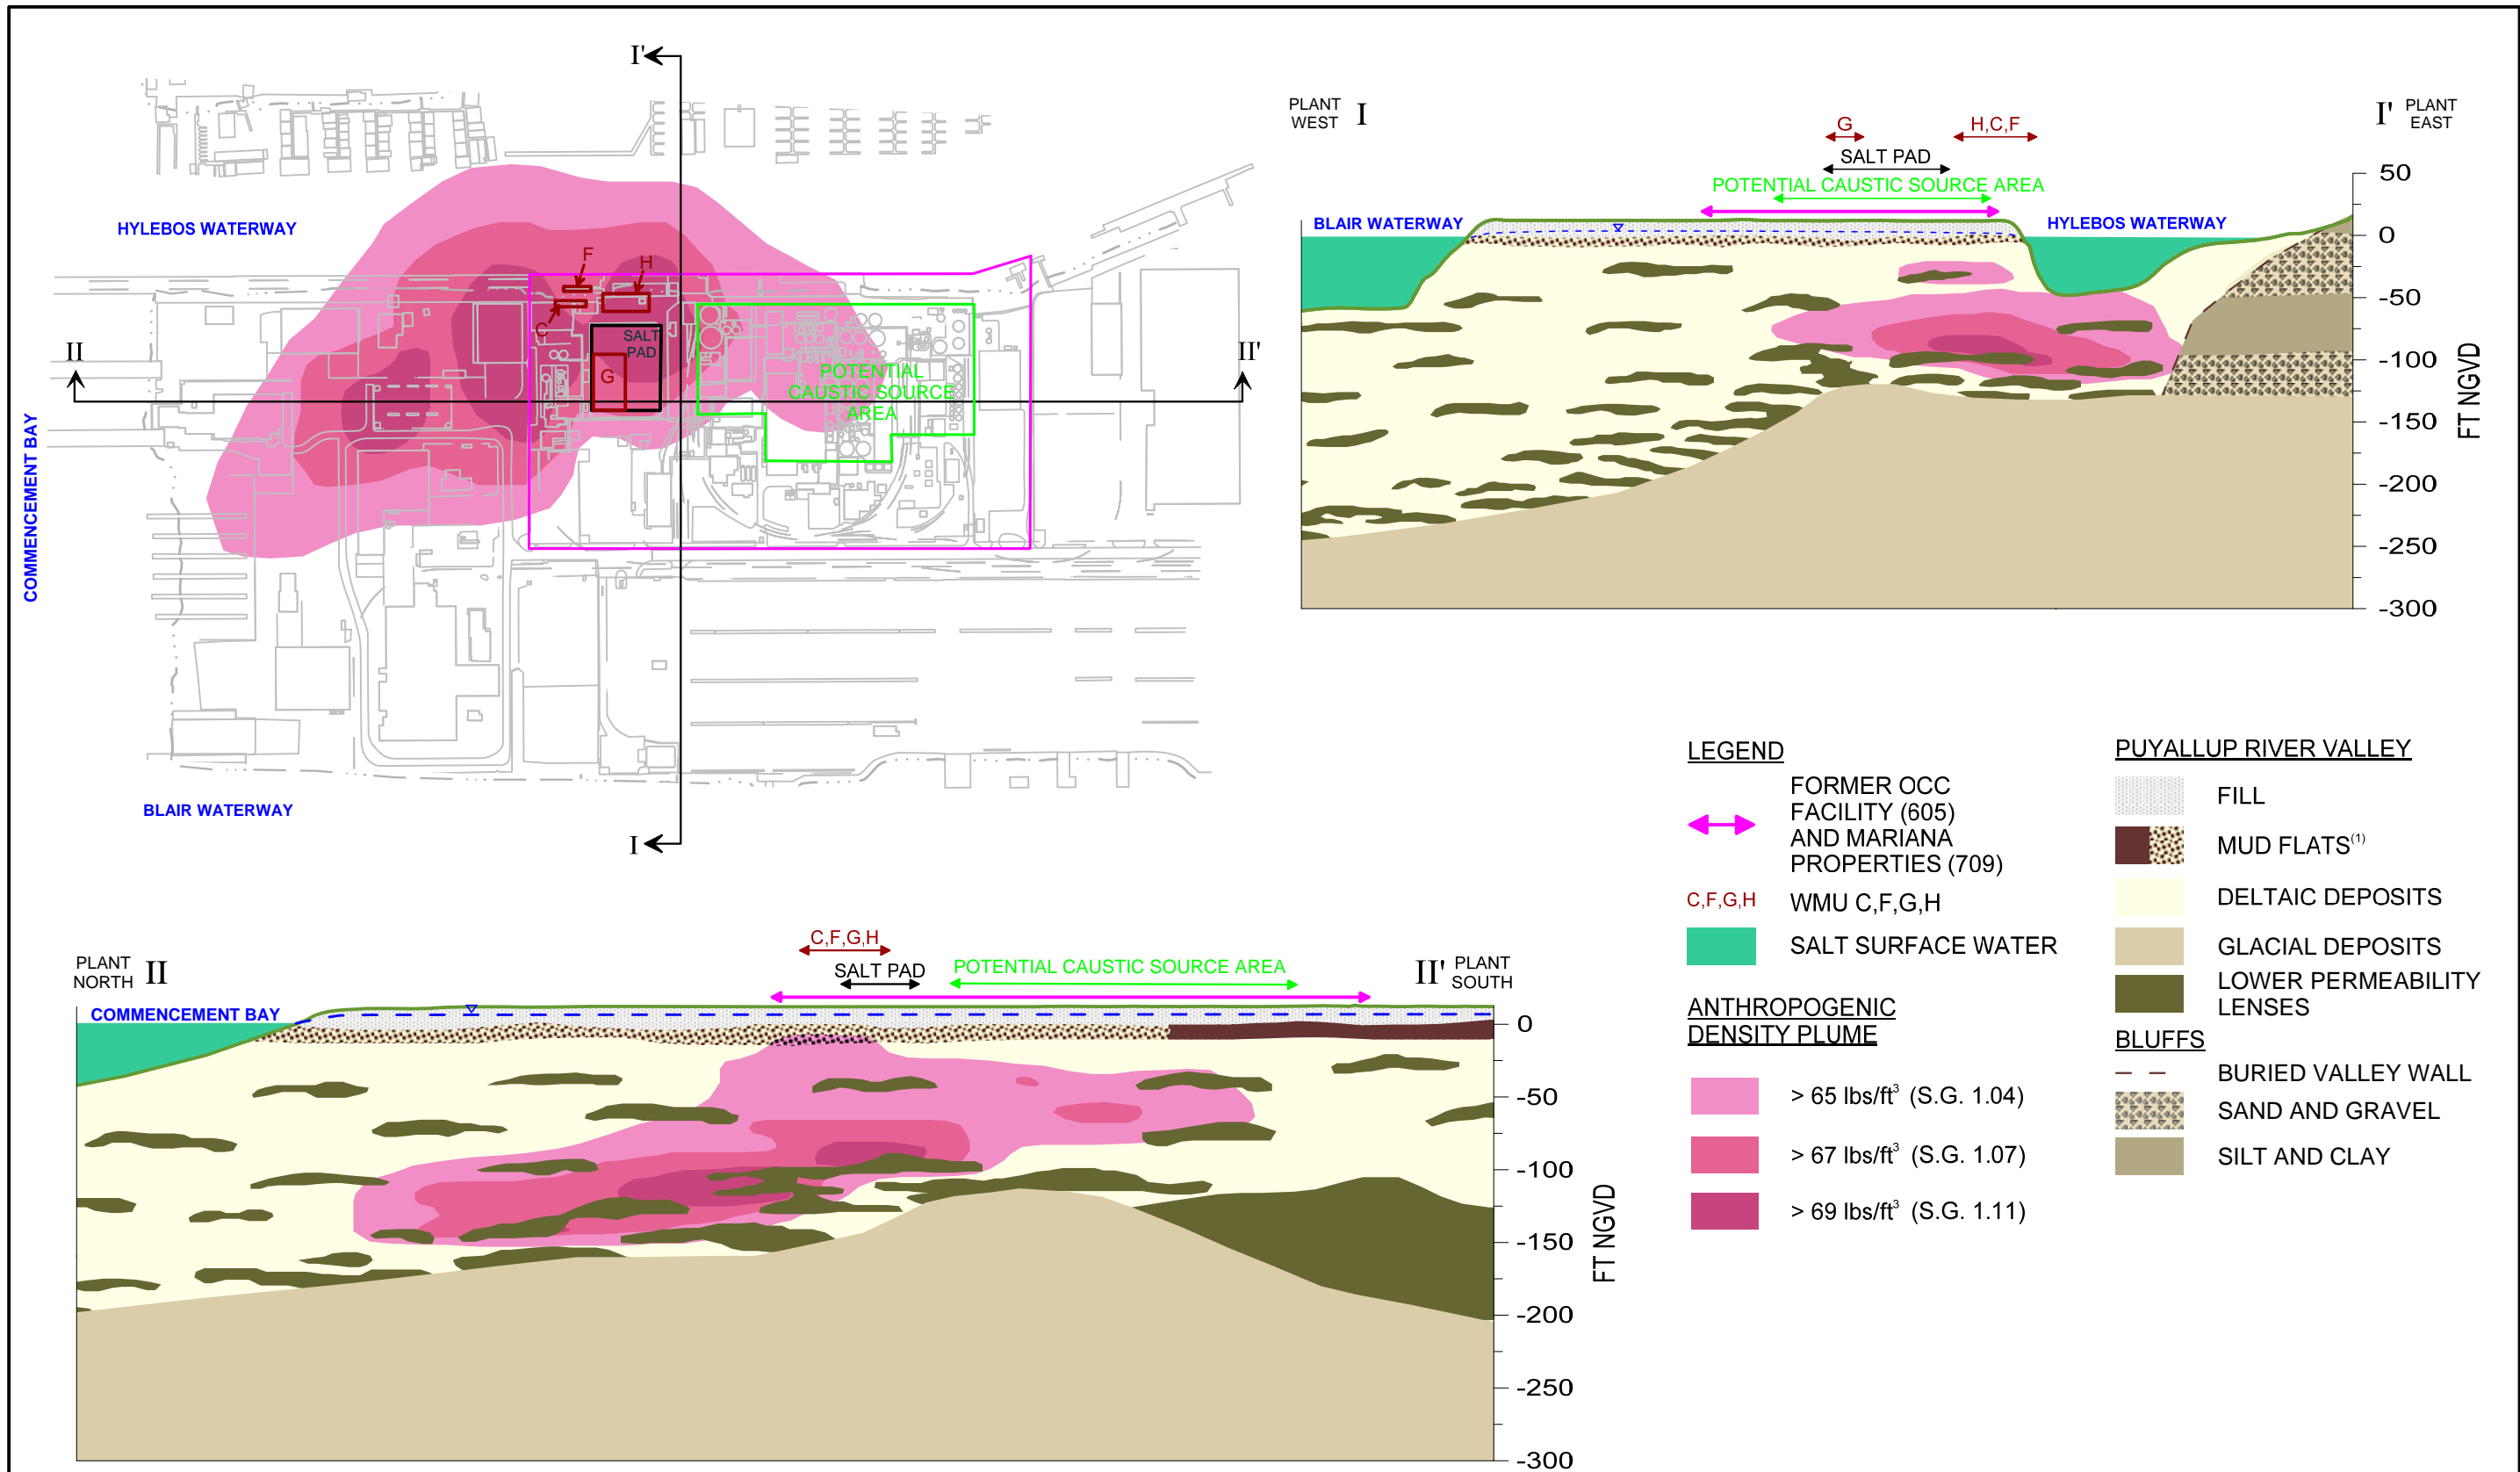 I'
HYLEBOS WATERWAY
F
H
C
SALT
PAD
G
II
II'
POTENTIAL
CAUSTIC SOURCE
AREA
COMMENCEMENT BAY
BLAIR WATERWAY
I
PLANT
WEST
I
I'
PLANT
EAST
G
H,C,F
SALT PAD
POTENTIAL CAUSTIC SOURCE AREA
BLAIR WATERWAY
HYLEBOS WATERWAY
50
0
-50
-100
-150
-200
-250
-300
FT NGVD
LEGEND
FORMER OCC
FACILITY (605)
AND MARIANA
PROPERTIES (709)
C,F,G,H
WMU C,F,G,H
SALT SURFACE WATER
ANTHROPOGENIC
DENSITY PLUME
> 65 lbs/ft³ (S.G. 1.04)
> 67 lbs/ft³ (S.G. 1.07)
> 69 lbs/ft³ (S.G. 1.11)
PUYALLUP RIVER VALLEY
FILL
MUD FLATS⁽¹⁾
DELTAIC DEPOSITS
GLACIAL DEPOSITS
LOWER PERMEABILITY
LENSES
BLUFFS
BURIED VALLEY WALL
SAND AND GRAVEL
SILT AND CLAY
PLANT
NORTH
II
C,F,G,H
SALT PAD
POTENTIAL CAUSTIC SOURCE AREA
II'
PLANT
SOUTH
COMMENCEMENT BAY
0
-50
-100
-150
-200
-250
-300
FT NGVD